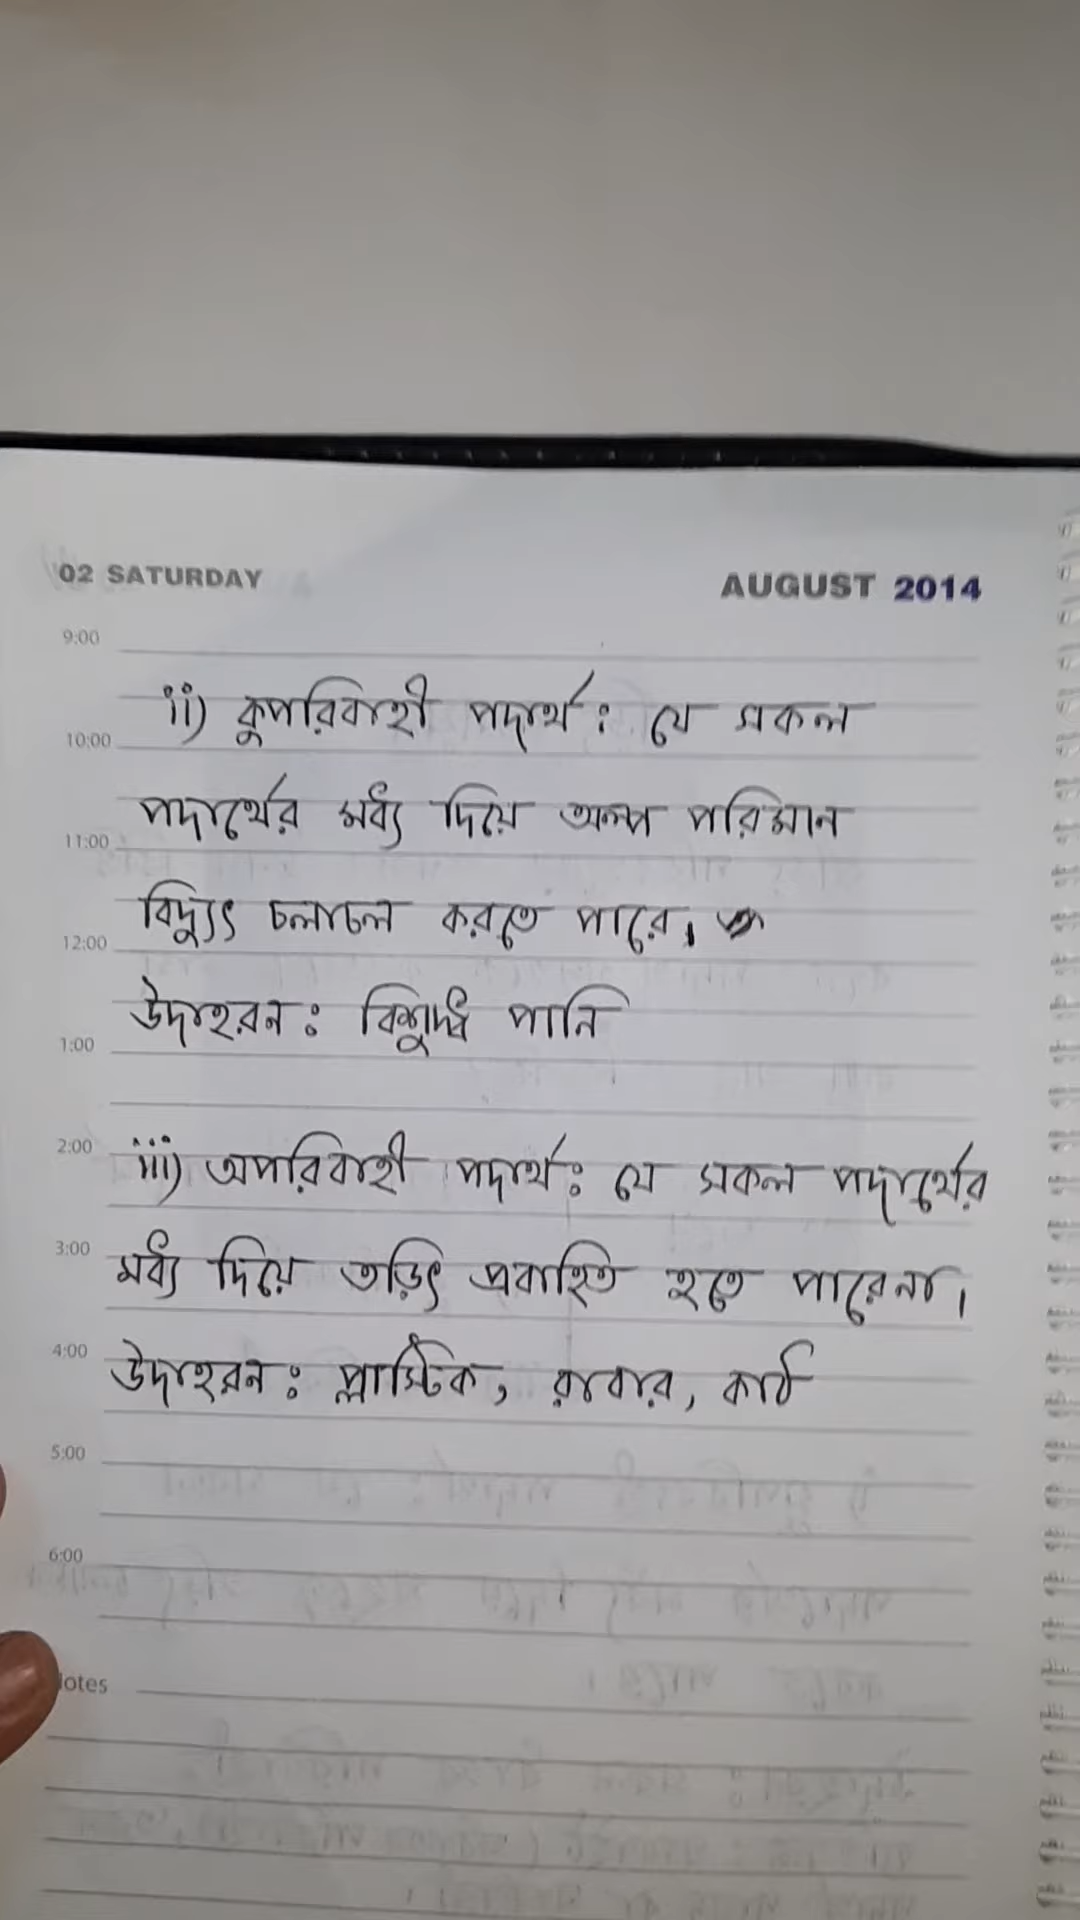 02 SATURDAY AUGUST 2014
9:00
ii) কুপরিবাহী পদার্থ : যে সকল
10:00
পদার্থের মধ্য দিয়ে অল্প পরিমান
11:00
বিদ্যুৎ চলাচল করতে পারে।
12:00
উদাহরন : বিশুদ্ধ পানি
1:00
2:00
iii) অপরিবাহী পদার্থ : যে সকল পদার্থের
3:00
মধ্য দিয়ে তড়িৎ প্রবাহিত হতে পারেনা।
4:00
উদাহরন : প্লাস্টিক, রাবার, কাঠ
5:00
6:00
otes